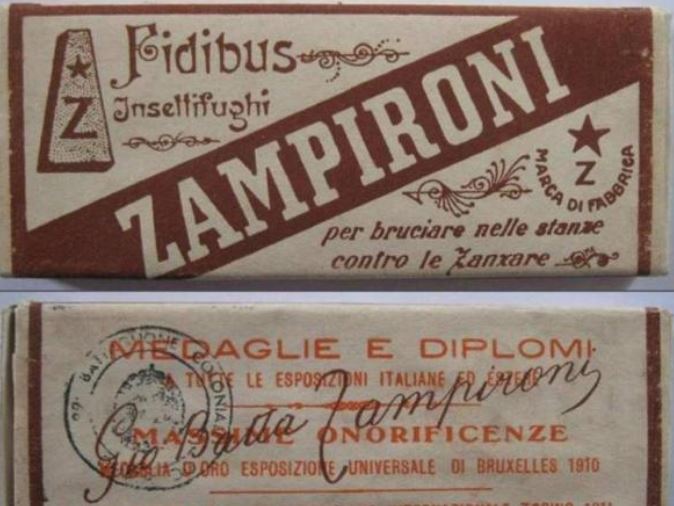 Fidibus
Insettifughi
Z
ZAMPIRONI
Z
MARCA DI FABBRICA
per bruciare nelle stanze
contro le Zanzare
MEDAGLIE E DIPLOMI
A TUTTE LE ESPOSIZIONI ITALIANE ED ESTERE
Gio Batta Zampironi
MASSIME ONORIFICENZE
MEDAGLIA D'ORO ESPOSIZIONE UNIVERSALE DI BRUXELLES 1910